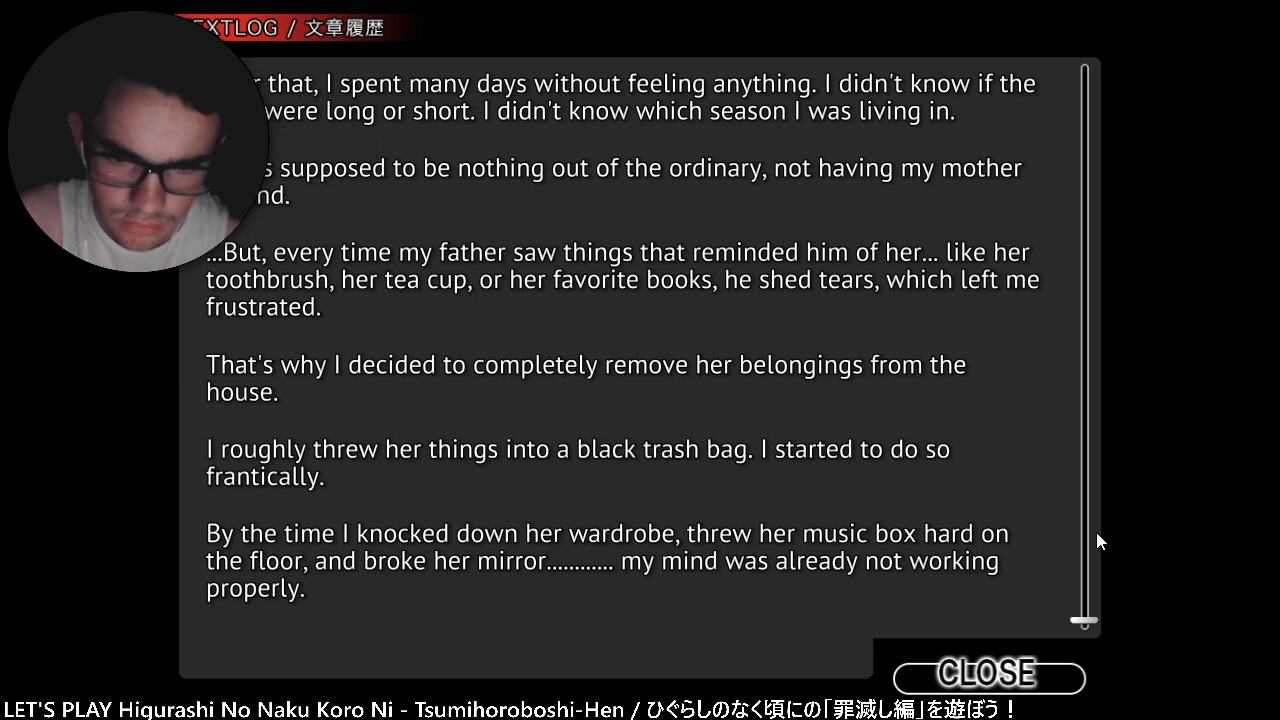 EXTLOG / 文章履歴
that, I spent many days without feeling anything. I didn't know if the
were long or short. I didn't know which season I was living in.
supposed to be nothing out of the ordinary, not having my mother
...But, every time my father saw things that reminded him of her... like her
toothbrush, her tea cup, or her favorite books, he shed tears, which left me
frustrated.
That's why I decided to completely remove her belongings from the
house.
I roughly threw her things into a black trash bag. I started to do so
frantically.
By the time I knocked down her wardrobe, threw her music box hard on
the floor, and broke her mirror............ my mind was already not working
properly.
CLOSE
LET'S PLAY Higurashi No Naku Koro Ni - Tsumihoroboshi-Hen / ひぐらしのなく頃にの「罪滅し編」を遊ぼう！